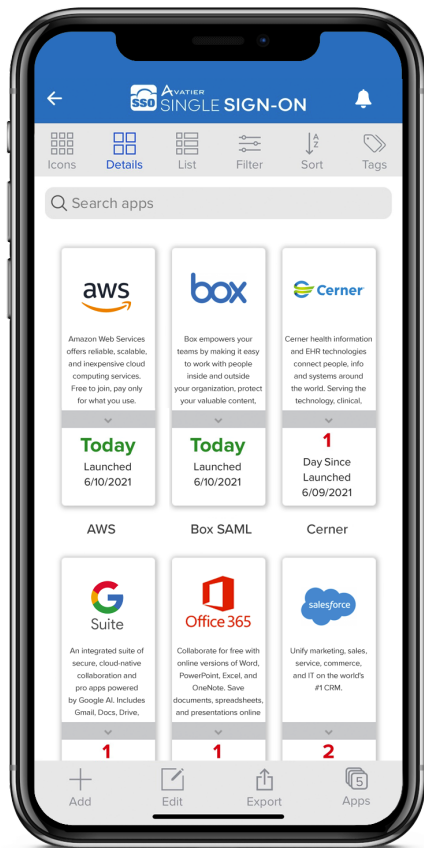 AVATIER
SSO SINGLE SIGN-ON
Icons Details List Filter Sort Tags
A
Z
Search apps
aws
Amazon Web Services
offers reliable, scalable,
and inexpensive cloud
computing services.
Free to join, pay only
for what you use.
Today
Launched
6/10/2021
AWS
box
Box empowers your
teams by making it easy
to work with people
inside and outside
your organization, protect
your valuable content,
Today
Launched
6/10/2021
Box SAML
Cerner
Cerner health information
and EHR technologies
connect people, info
and systems around
the world. Serving the
technology, clinical,
1
Day Since
Launched
6/09/2021
Cerner
G
Suite
An integrated suite of
secure, cloud-native
collaboration and
pro apps powered
by Google AI. Includes
Gmail, Docs, Drive,
1
Office 365
Collaborate for free with
online versions of Word,
PowerPoint, Excel, and
OneNote. Save
documents, spreadsheets,
and presentations online
1
salesforce
Unify marketing, sales,
service, commerce,
and IT on the world's
#1 CRM.
2
Add Edit Export Apps
5